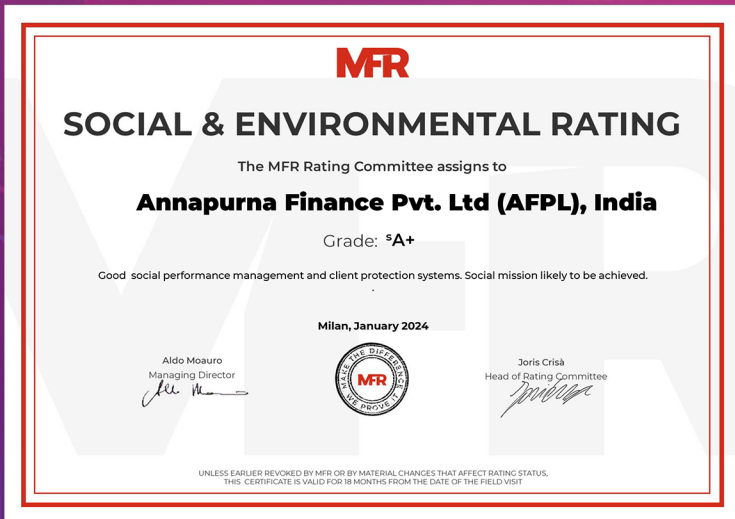 MFR
SOCIAL & ENVIRONMENTAL RATING
The MFR Rating Committee assigns to
Annapurna Finance Pvt. Ltd (AFPL), India
Grade: sA+
Good social performance management and client protection systems. Social mission likely to be achieved.
.
Milan, January 2024
Aldo Moauro
Managing Director
MAKE THE DIFFERENCE
MFR
WE PROVE IT
Joris Crisà
Head of Rating Committee
UNLESS EARLIER REVOKED BY MFR OR BY MATERIAL CHANGES THAT AFFECT RATING STATUS,
THIS CERTIFICATE IS VALID FOR 18 MONTHS FROM THE DATE OF THE FIELD VISIT